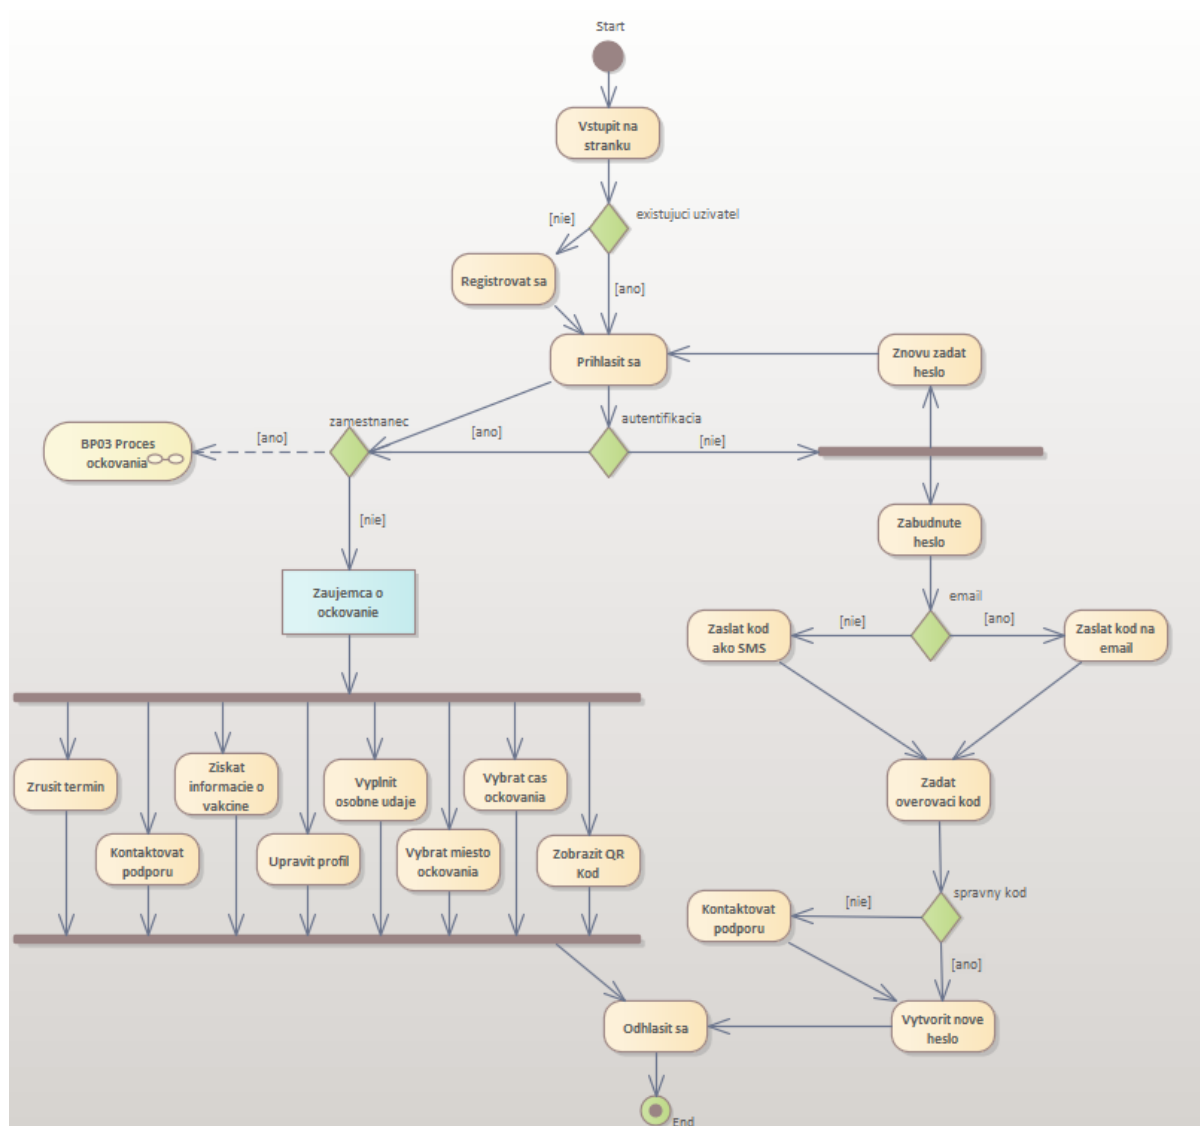 Start
Vstupit na
stranku
existujuci uzivatel
[nie]
Registrovat sa
[ano]
Prihlasit sa
Znovu zadat
heslo
zamestnanec
autentifikacia
[ano]
[ano]
[nie]
BP03 Proces
ockovania
Zabudnute
heslo
[nie]
Zaujemca o
ockovanie
email
[nie]
[ano]
Zaslat kod
ako SMS
Zaslat kod na
email
Zrusit termin
Ziskat
informacie o
vakcine
Vyplnit
osobne udaje
Vybrat cas
ockovania
Zadat
overovaci kod
Kontaktovat
podporu
Upravit profil
Vybrat miesto
ockovania
Zobrazit QR
Kod
spravny kod
[nie]
Kontaktovat
podporu
[ano]
Odhlasit sa
Vytvorit nove
heslo
End